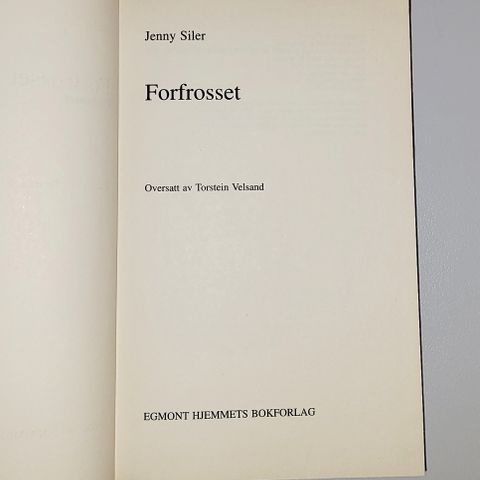 Jenny Siler
Forfrosset
Oversatt av Torstein Velsand
EGMONT HJEMMETS BOKFORLAG